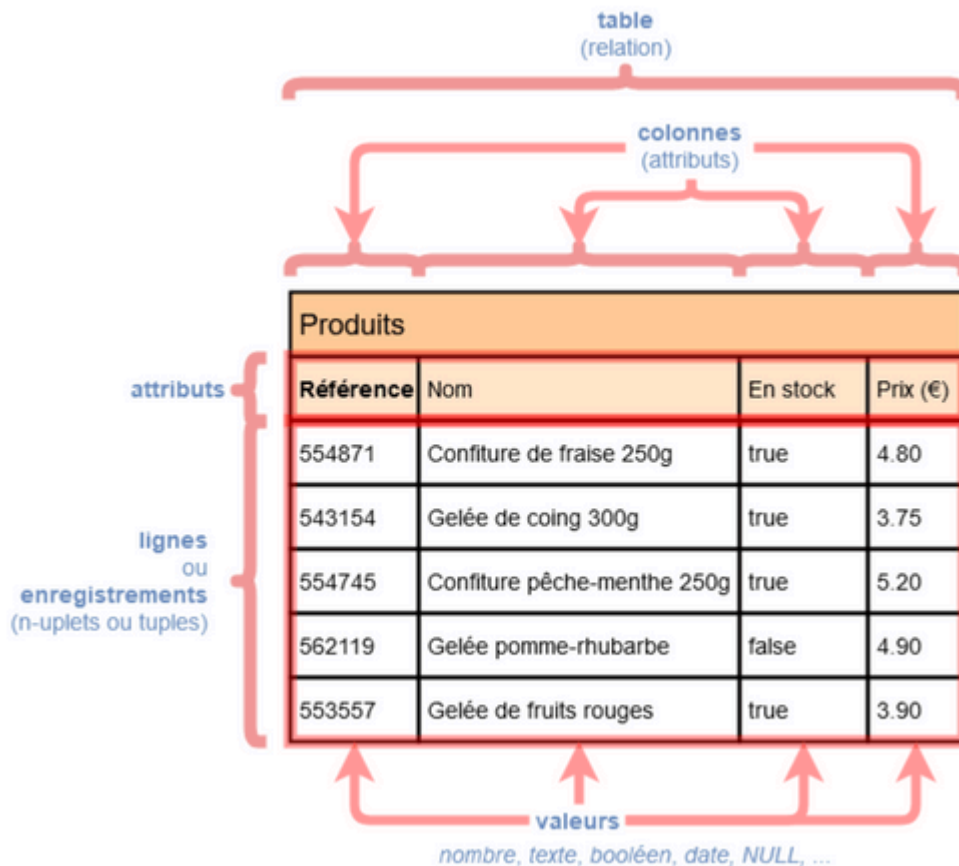 table
(relation)
colonnes
(attributs)
Produits
attributs
Référence Nom En stock Prix (€)
554871 Confiture de fraise 250g true 4.80
543154 Gelée de coing 300g true 3.75
lignes
ou
enregistrements
(n-uplets ou tuples)
554745 Confiture pêche-menthe 250g true 5.20
562119 Gelée pomme-rhubarbe false 4.90
553557 Gelée de fruits rouges true 3.90
valeurs
nombre, texte, booléen, date, NULL, ...